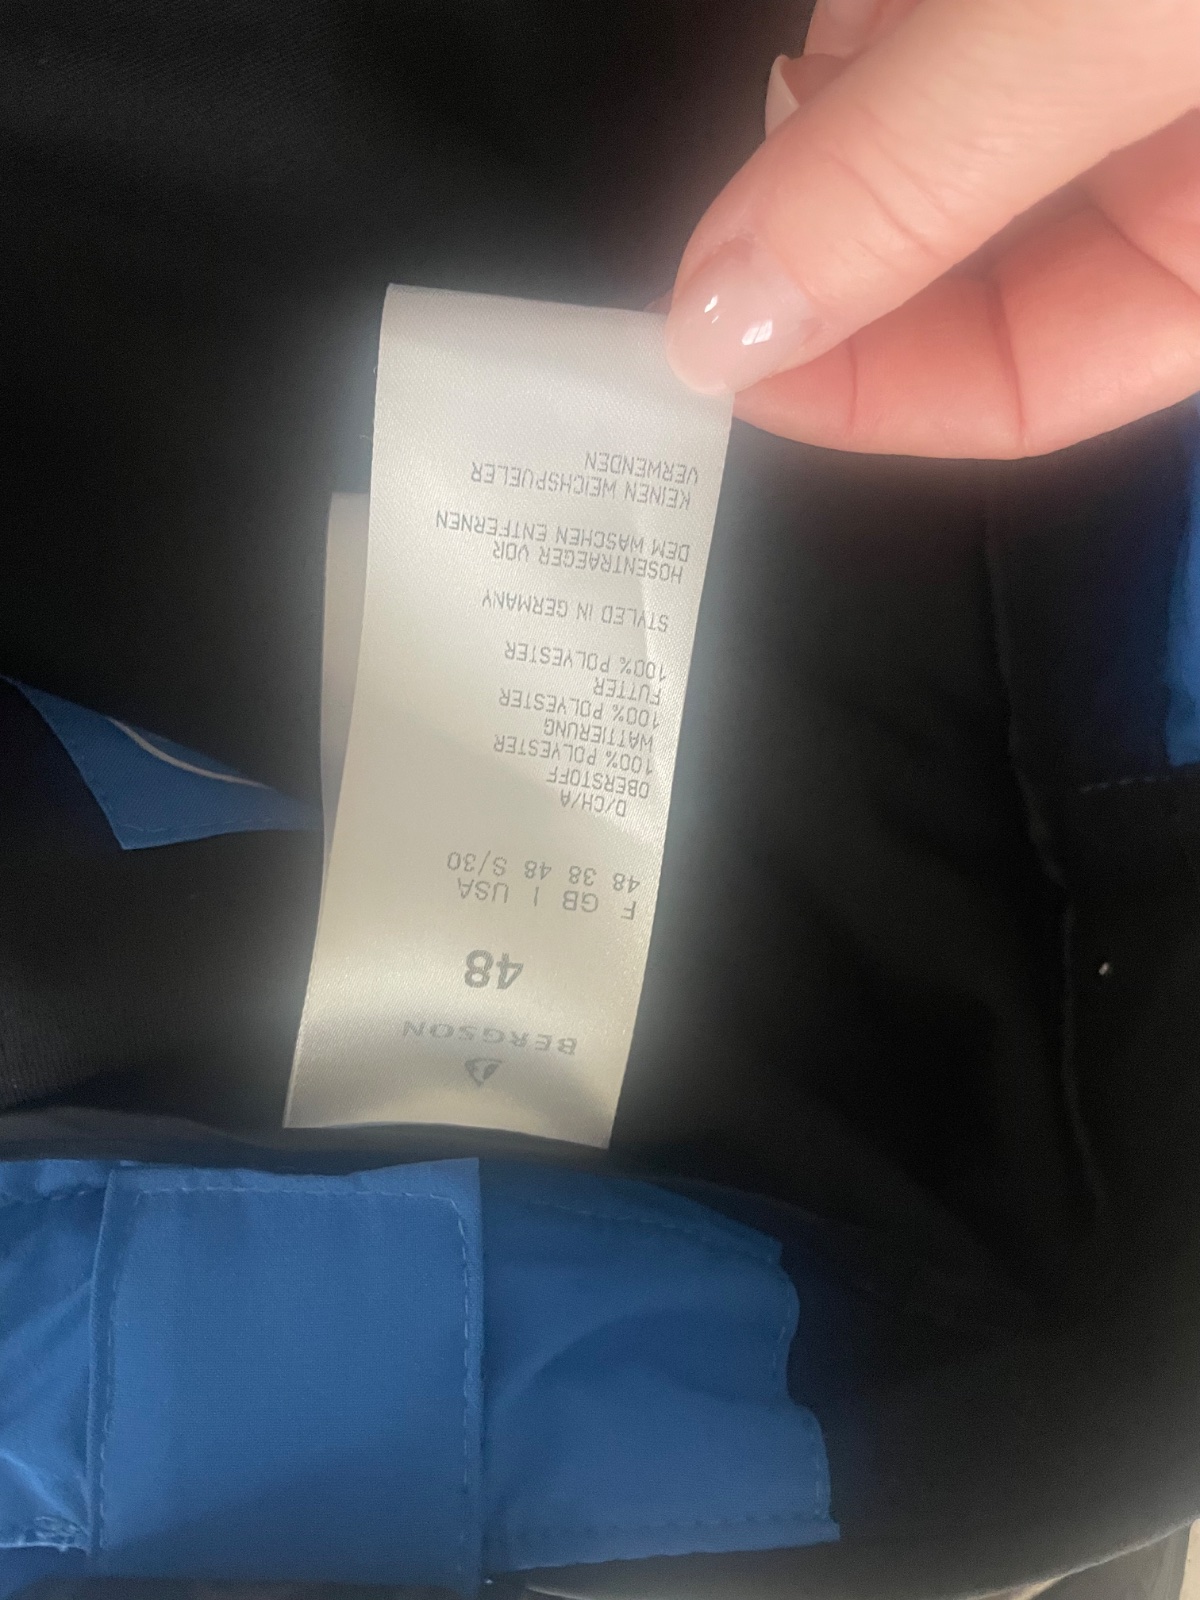 BERGSON
48
F GB I USA
48 38 48 S/30
D/CH/A
OBERSTOFF
100% POLYESTER
WATTIERUNG
100% POLYESTER
FUTTER
100% POLYESTER
STYLED IN GERMANY
HOSENTRAEGER VOR
DEM WASCHEN ENTFERNEN
KEINEN WEICHSPUELER
VERWENDEN